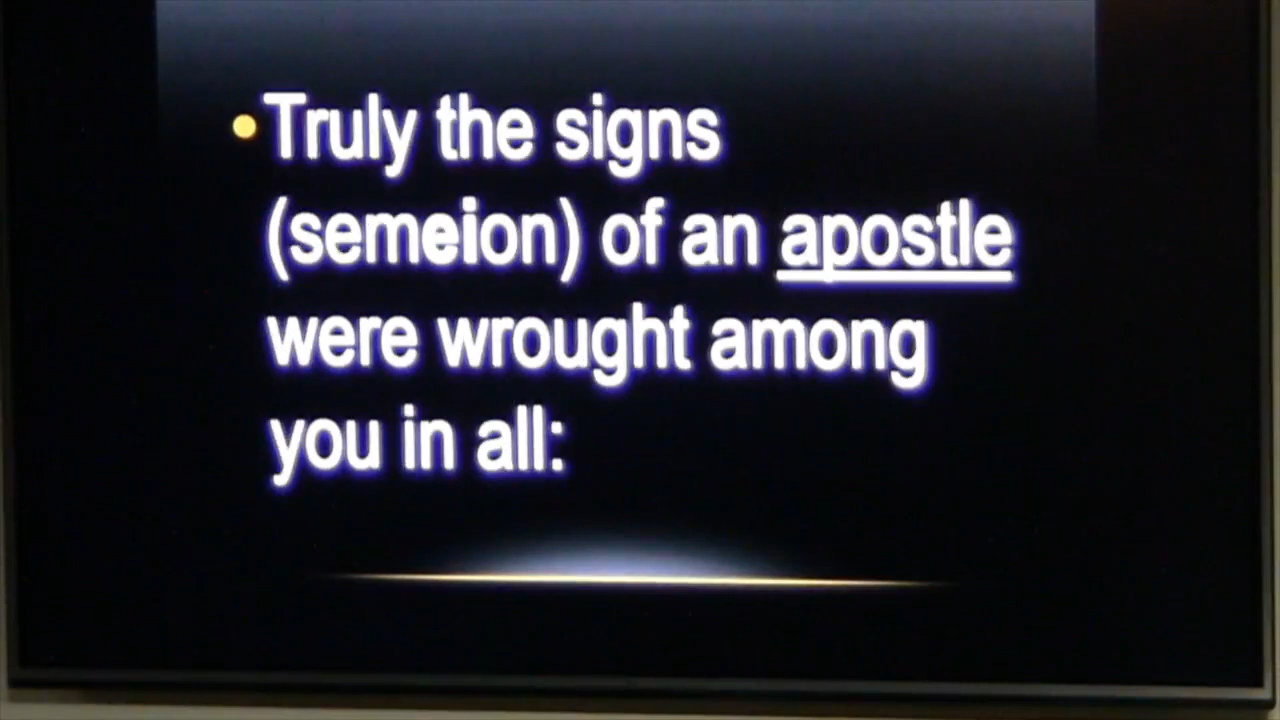 • Truly the signs
(semeion) of an apostle
were wrought among
you in all: